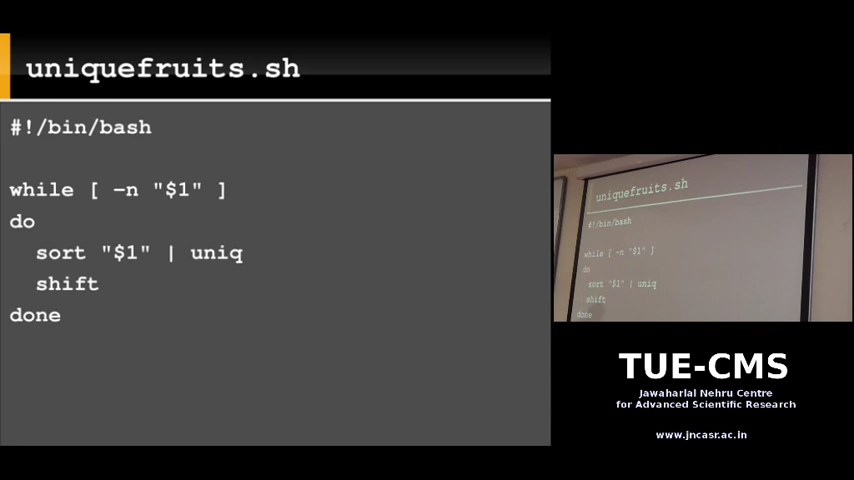 uniquefruits.sh
#!/bin/bash
while [ -n "$1" ]
do
sort "$1" | uniq
shift
done
uniquefruits.sh
#!/bin/bash
while [ -n "$1" ]
do
sort "$1" | uniq
shift
done
TUE-CMS
Jawaharlal Nehru Centre
for Advanced Scientific Research
www.jncasr.ac.in